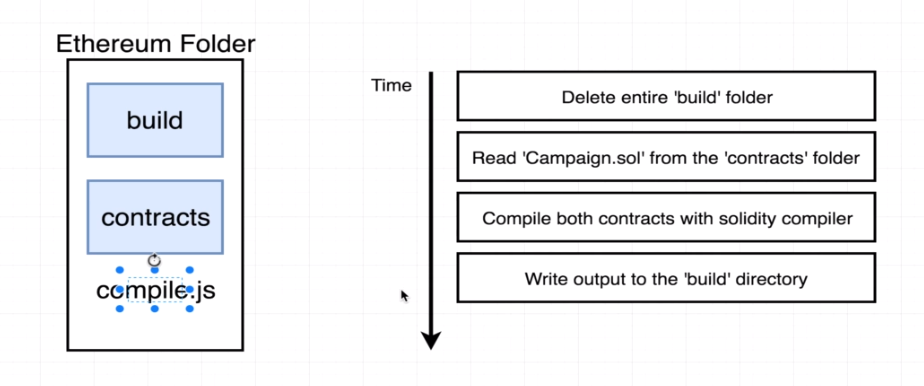 Ethereum Folder
build
contracts
compile.js
Time
Delete entire 'build' folder
Read 'Campaign.sol' from the 'contracts' folder
Compile both contracts with solidity compiler
Write output to the 'build' directory